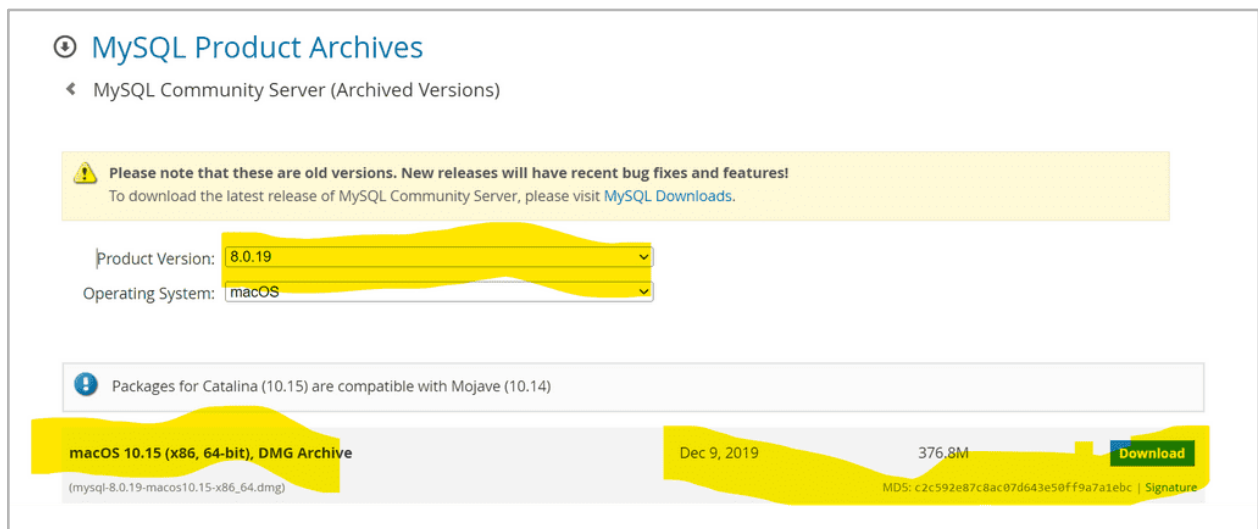 MySQL Product Archives
MySQL Community Server (Archived Versions)
Please note that these are old versions. New releases will have recent bug fixes and features!
To download the latest release of MySQL Community Server, please visit MySQL Downloads.
Product Version: 8.0.19
Operating System: macOS
Packages for Catalina (10.15) are compatible with Mojave (10.14)
macOS 10.15 (x86, 64-bit), DMG Archive Dec 9, 2019 376.8M Download
(mysql-8.0.19-macos10.15-x86_64.dmg) MD5: c2c592e87c8ac07d643e50ff9a7a1ebc | Signature